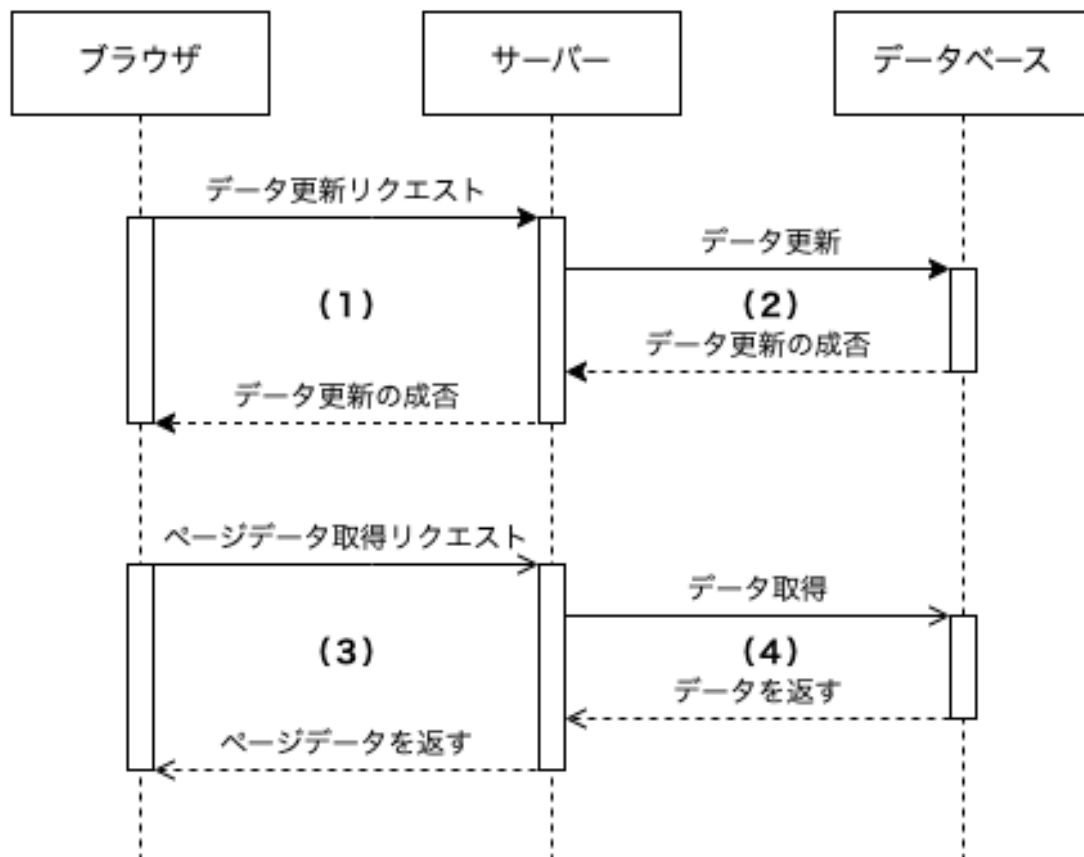 ブラウザ
サーバー
データベース
データ更新リクエスト
データ更新
(1)
(2)
データ更新の成否
データ更新の成否
ページデータ取得リクエスト
データ取得
(3)
(4)
データを返す
ページデータを返す